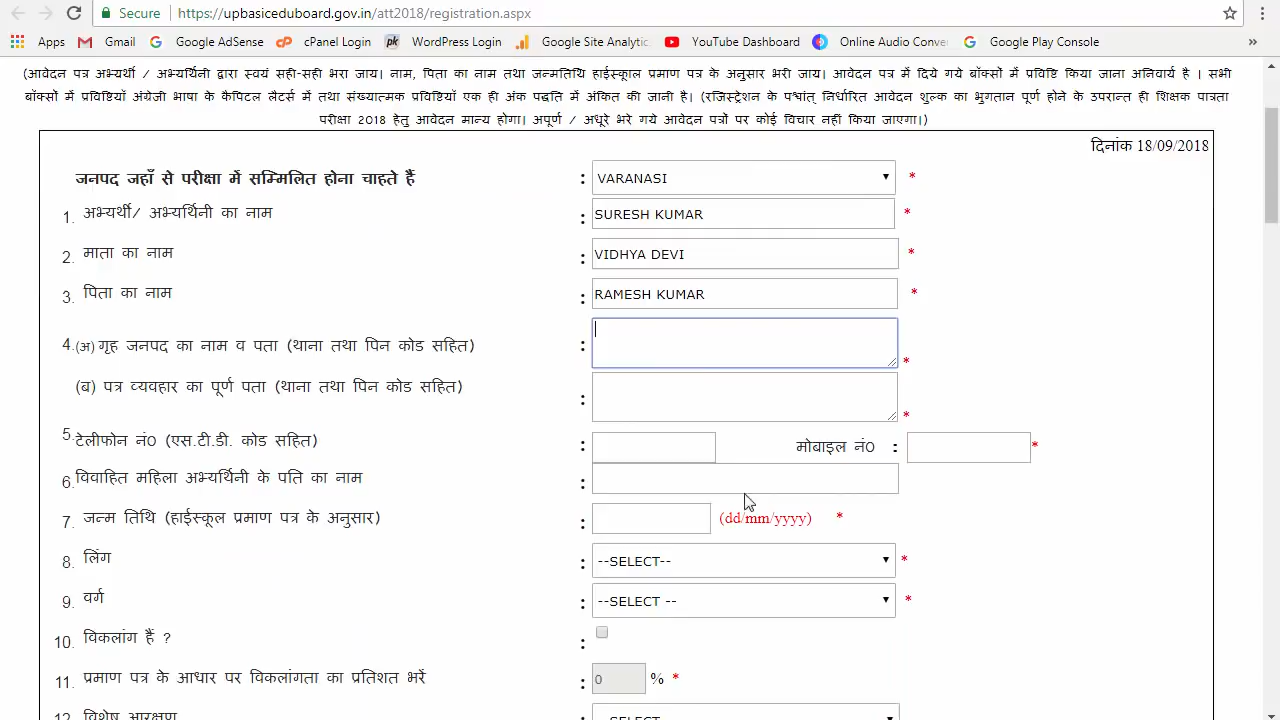 Secure https://upbasiceduboard.gov.in/att2018/registration.aspx
Apps Gmail Google AdSense cPanel Login WordPress Login Google Site Analytic YouTube Dashboard Online Audio Conve Google Play Console »
(आवेदन पत्र अभ्यर्थी / अभ्यर्थिनी द्वारा स्वयं सही-सही भरा जाय। नाम, पिता का नाम तथा जन्मतिथि हाईस्कूल प्रमाण पत्र के अनुसार भरी जाय। आवेदन पत्र में दिये गये बॉक्सों में प्रविष्टि किया जाना अनिवार्य है । सभी
बॉक्सों में प्रविष्टियाँ अंग्रेजी भाषा के कैपिटल लैटर्स में तथा संख्यात्मक प्रविष्टियाँ एक ही अंक पद्धति में अंकित की जानी है। (रजिस्ट्रेशन के पश्चांत् निर्धारित आवेदन शुल्क का भुगतान पूर्ण होने के उपरान्त ही शिक्षक पात्रता
परीक्षा 2018 हेतु आवेदन मान्य होगा। अपूर्ण / अधूरे भरे गये आवेदन पत्रों पर कोई विचार नहीं किया जाएगा।)
दिनांक 18/09/2018
जनपद जहाँ से परीक्षा में सम्मिलित होना चाहते हैं : VARANASI *
1. अभ्यर्थी/ अभ्यर्थिनी का नाम : SURESH KUMAR *
2. माता का नाम : VIDHYA DEVI *
3. पिता का नाम : RAMESH KUMAR *
4.(अ) गृह जनपद का नाम व पता (थाना तथा पिन कोड सहित) : *
(ब) पत्र व्यवहार का पूर्ण पता (थाना तथा पिन कोड सहित) : *
5. टेलीफोन नं0 (एस.टी.डी. कोड सहित) : मोबाइल नं0 : *
6. विवाहित महिला अभ्यर्थिनी के पति का नाम :
7. जन्म तिथि (हाईस्कूल प्रमाण पत्र के अनुसार) : (dd/mm/yyyy) *
8. लिंग : --SELECT-- *
9. वर्ग : --SELECT -- *
10. विकलांग हैं ? :
11. प्रमाण पत्र के आधार पर विकलांगता का प्रतिशत भरें : 0 % *
12. विशेष आरक्षण : --SELECT--